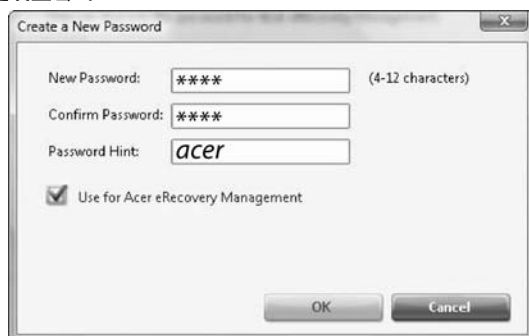 Create a New Password
New Password: **** (4-12 characters)
Confirm Password: ****
Password Hint: acer
Use for Acer eRecovery Management
OK Cancel